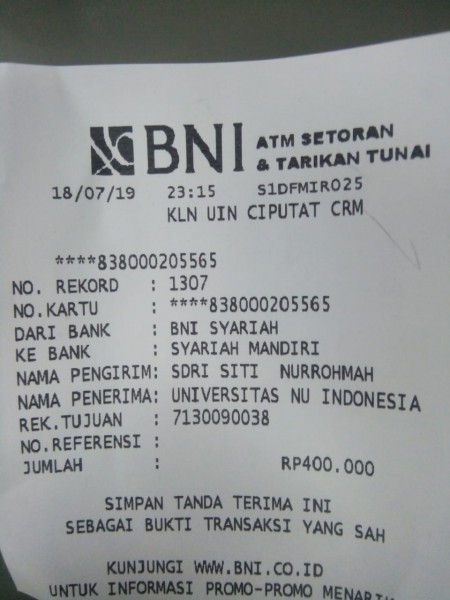 BNI ATM SETORAN
& TARIKAN TUNAI
18/07/19 23:15 S1DFMIR025
KLN UIN CIPUTAT CRM
****838000205565
NO. REKORD : 1307
NO.KARTU : ****838000205565
DARI BANK : BNI SYARIAH
KE BANK : SYARIAH MANDIRI
NAMA PENGIRIM: SDRI SITI NURROHMAH
NAMA PENERIMA: UNIVERSITAS NU INDONESIA
REK.TUJUAN : 7130090038
NO.REFERENSI :
JUMLAH : RP400.000
SIMPAN TANDA TERIMA INI
SEBAGAI BUKTI TRANSAKSI YANG SAH
KUNJUNGI WWW.BNI.CO.ID
UNTUK INFORMASI PROMO-PROMO